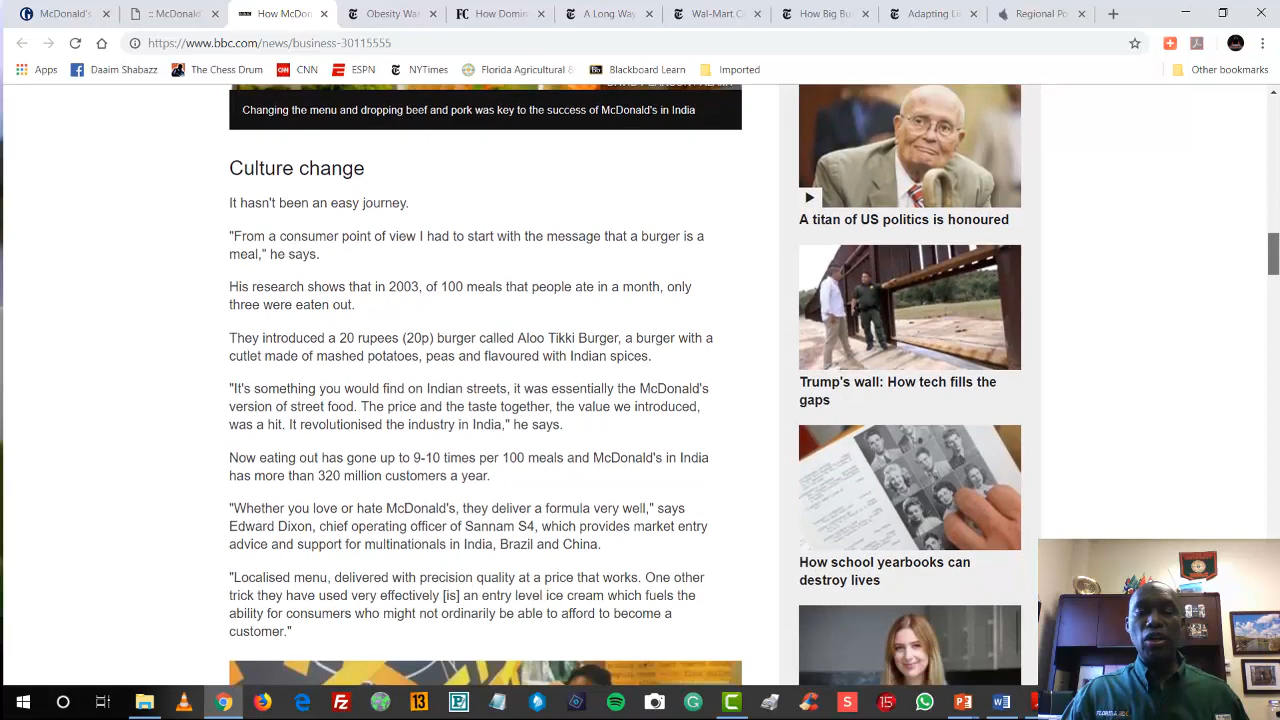 McDonald's
:: McDonald'
How McDon
Obesity Wa
How Domin
A Long Way
Wal-Mart C
How Big Bu
Adapting Li
Regional Po
https://www.bbc.com/news/business-30115555
Apps
Daaim Shabazz
The Chess Drum
CNN
ESPN
NYTimes
Florida Agricultural &
Blackboard Learn
Imported
Other bookmarks
Changing the menu and dropping beef and pork was key to the success of McDonald's in India
Culture change
It hasn't been an easy journey.
"From a consumer point of view I had to start with the message that a burger is a
meal," he says.
His research shows that in 2003, of 100 meals that people ate in a month, only
three were eaten out.
They introduced a 20 rupees (20p) burger called Aloo Tikki Burger, a burger with a
cutlet made of mashed potatoes, peas and flavoured with Indian spices.
"It's something you would find on Indian streets, it was essentially the McDonald's
version of street food. The price and the taste together, the value we introduced,
was a hit. It revolutionised the industry in India," he says.
Now eating out has gone up to 9-10 times per 100 meals and McDonald's in India
has more than 320 million customers a year.
"Whether you love or hate McDonald's, they deliver a formula very well," says
Edward Dixon, chief operating officer of Sannam S4, which provides market entry
advice and support for multinationals in India, Brazil and China.
"Localised menu, delivered with precision quality at a price that works. One other
trick they have used very effectively [is] an entry level ice cream which fuels the
ability for consumers who might not ordinarily be able to afford to become a
customer."
A titan of US politics is honoured
Trump's wall: How tech fills the
gaps
How school yearbooks can
destroy lives